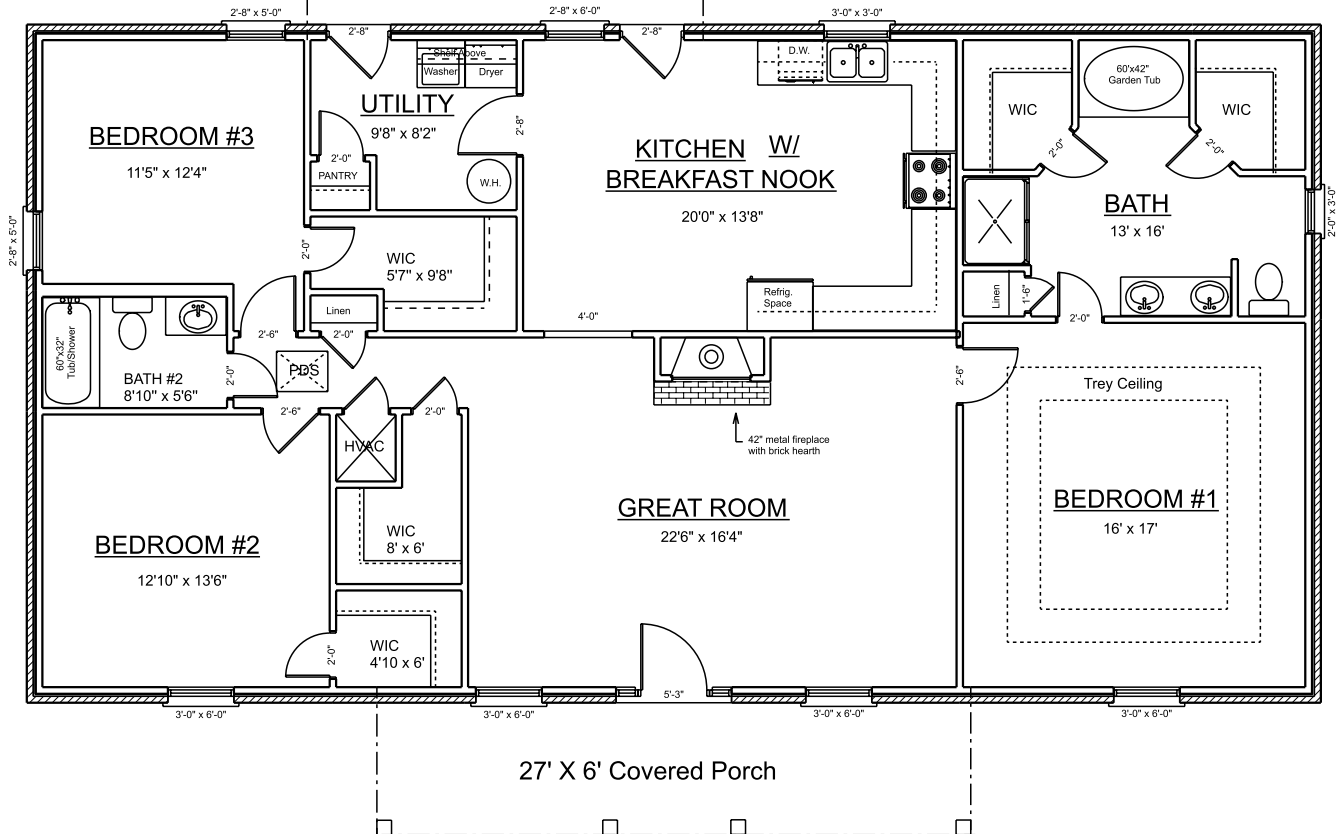 2'-8" x 5'-0"
2'-8" x 6'-0"
3'-0" x 3'-0"
2'-8"
2'-8"
Shelf Above
Washer
Dryer
D.W.
60'x42"
Garden Tub
WIC
WIC
UTILITY
9'8" x 8'2"
2'-8"
BEDROOM #3
11'5" x 12'4"
KITCHEN W/
BREAKFAST NOOK
20'0" x 13'8"
2'-0"
2'-0"
2'-0"
PANTRY
W.H.
BATH
13' x 16'
2'-8" x 5'-0"
2'-0" x 3'-0"
2'-0"
WIC
5'7" x 9'8"
Refrig.
Space
Linen
1'-6"
Linen
4'-0"
2'-0"
2'-6"
2'-0"
60"x32"
Tub/Shower
BATH #2
8'10" x 5'6"
2'-0"
PDS
2'-6"
2'-6"
2'-0"
Trey Ceiling
HVAC
42" metal fireplace
with brick hearth
GREAT ROOM
22'6" x 16'4"
BEDROOM #1
16' x 17'
WIC
8' x 6'
BEDROOM #2
12'10" x 13'6"
WIC
4'10 x 6'
2'-0"
5'-3"
3'-0" x 6'-0"
3'-0" x 6'-0"
3'-0" x 6'-0"
3'-0" x 6'-0"
27' X 6' Covered Porch